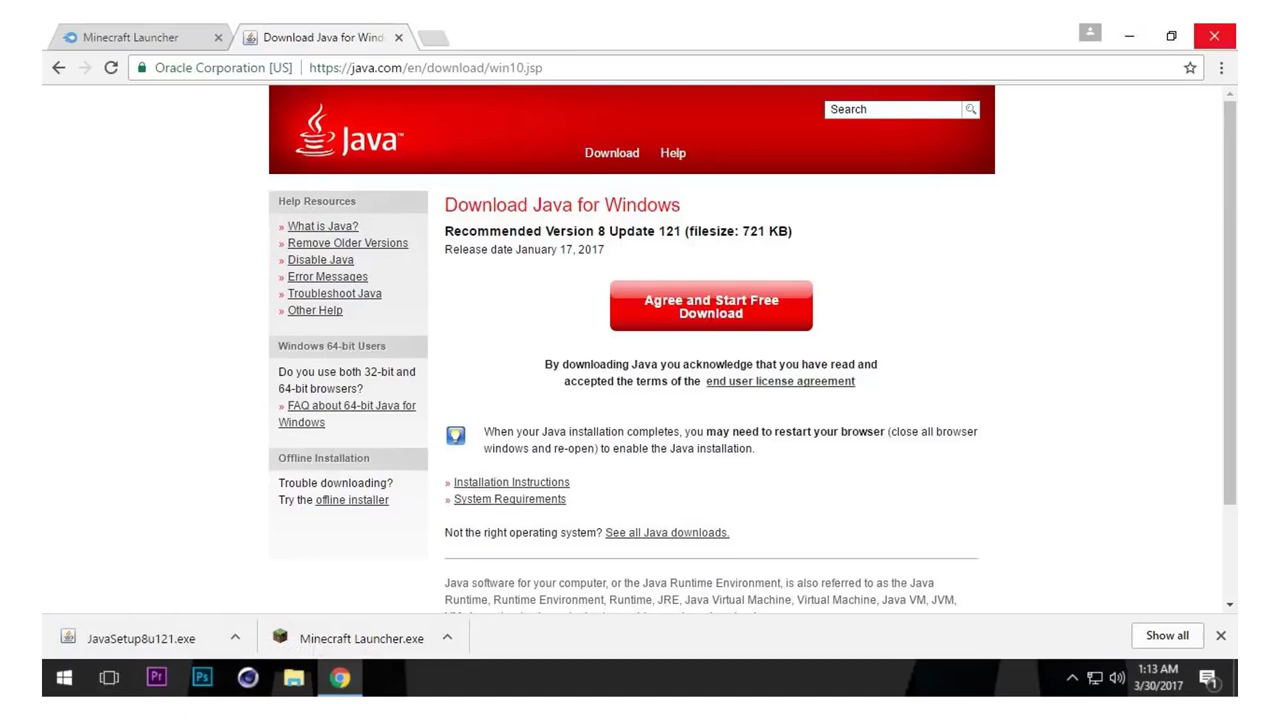 Minecraft Launcher
Download Java for Wind
Oracle Corporation [US] https://java.com/en/download/win10.jsp
Java™
Search
Download Help
Help Resources
» What is Java?
» Remove Older Versions
» Disable Java
» Error Messages
» Troubleshoot Java
» Other Help
Windows 64-bit Users
Do you use both 32-bit and
64-bit browsers?
» FAQ about 64-bit Java for
Windows
Offline Installation
Trouble downloading?
Try the offline installer
Download Java for Windows
Recommended Version 8 Update 121 (filesize: 721 KB)
Release date January 17, 2017
Agree and Start Free
Download
By downloading Java you acknowledge that you have read and
accepted the terms of the end user license agreement
When your Java installation completes, you may need to restart your browser (close all browser
windows and re-open) to enable the Java installation.
» Installation Instructions
» System Requirements
Not the right operating system? See all Java downloads.
Java software for your computer, or the Java Runtime Environment, is also referred to as the Java
Runtime, Runtime Environment, Runtime, JRE, Java Virtual Machine, Virtual Machine, Java VM, JVM,
JavaSetup8u121.exe
Minecraft Launcher.exe
Show all
Pr
Ps
1:13 AM
3/30/2017
1